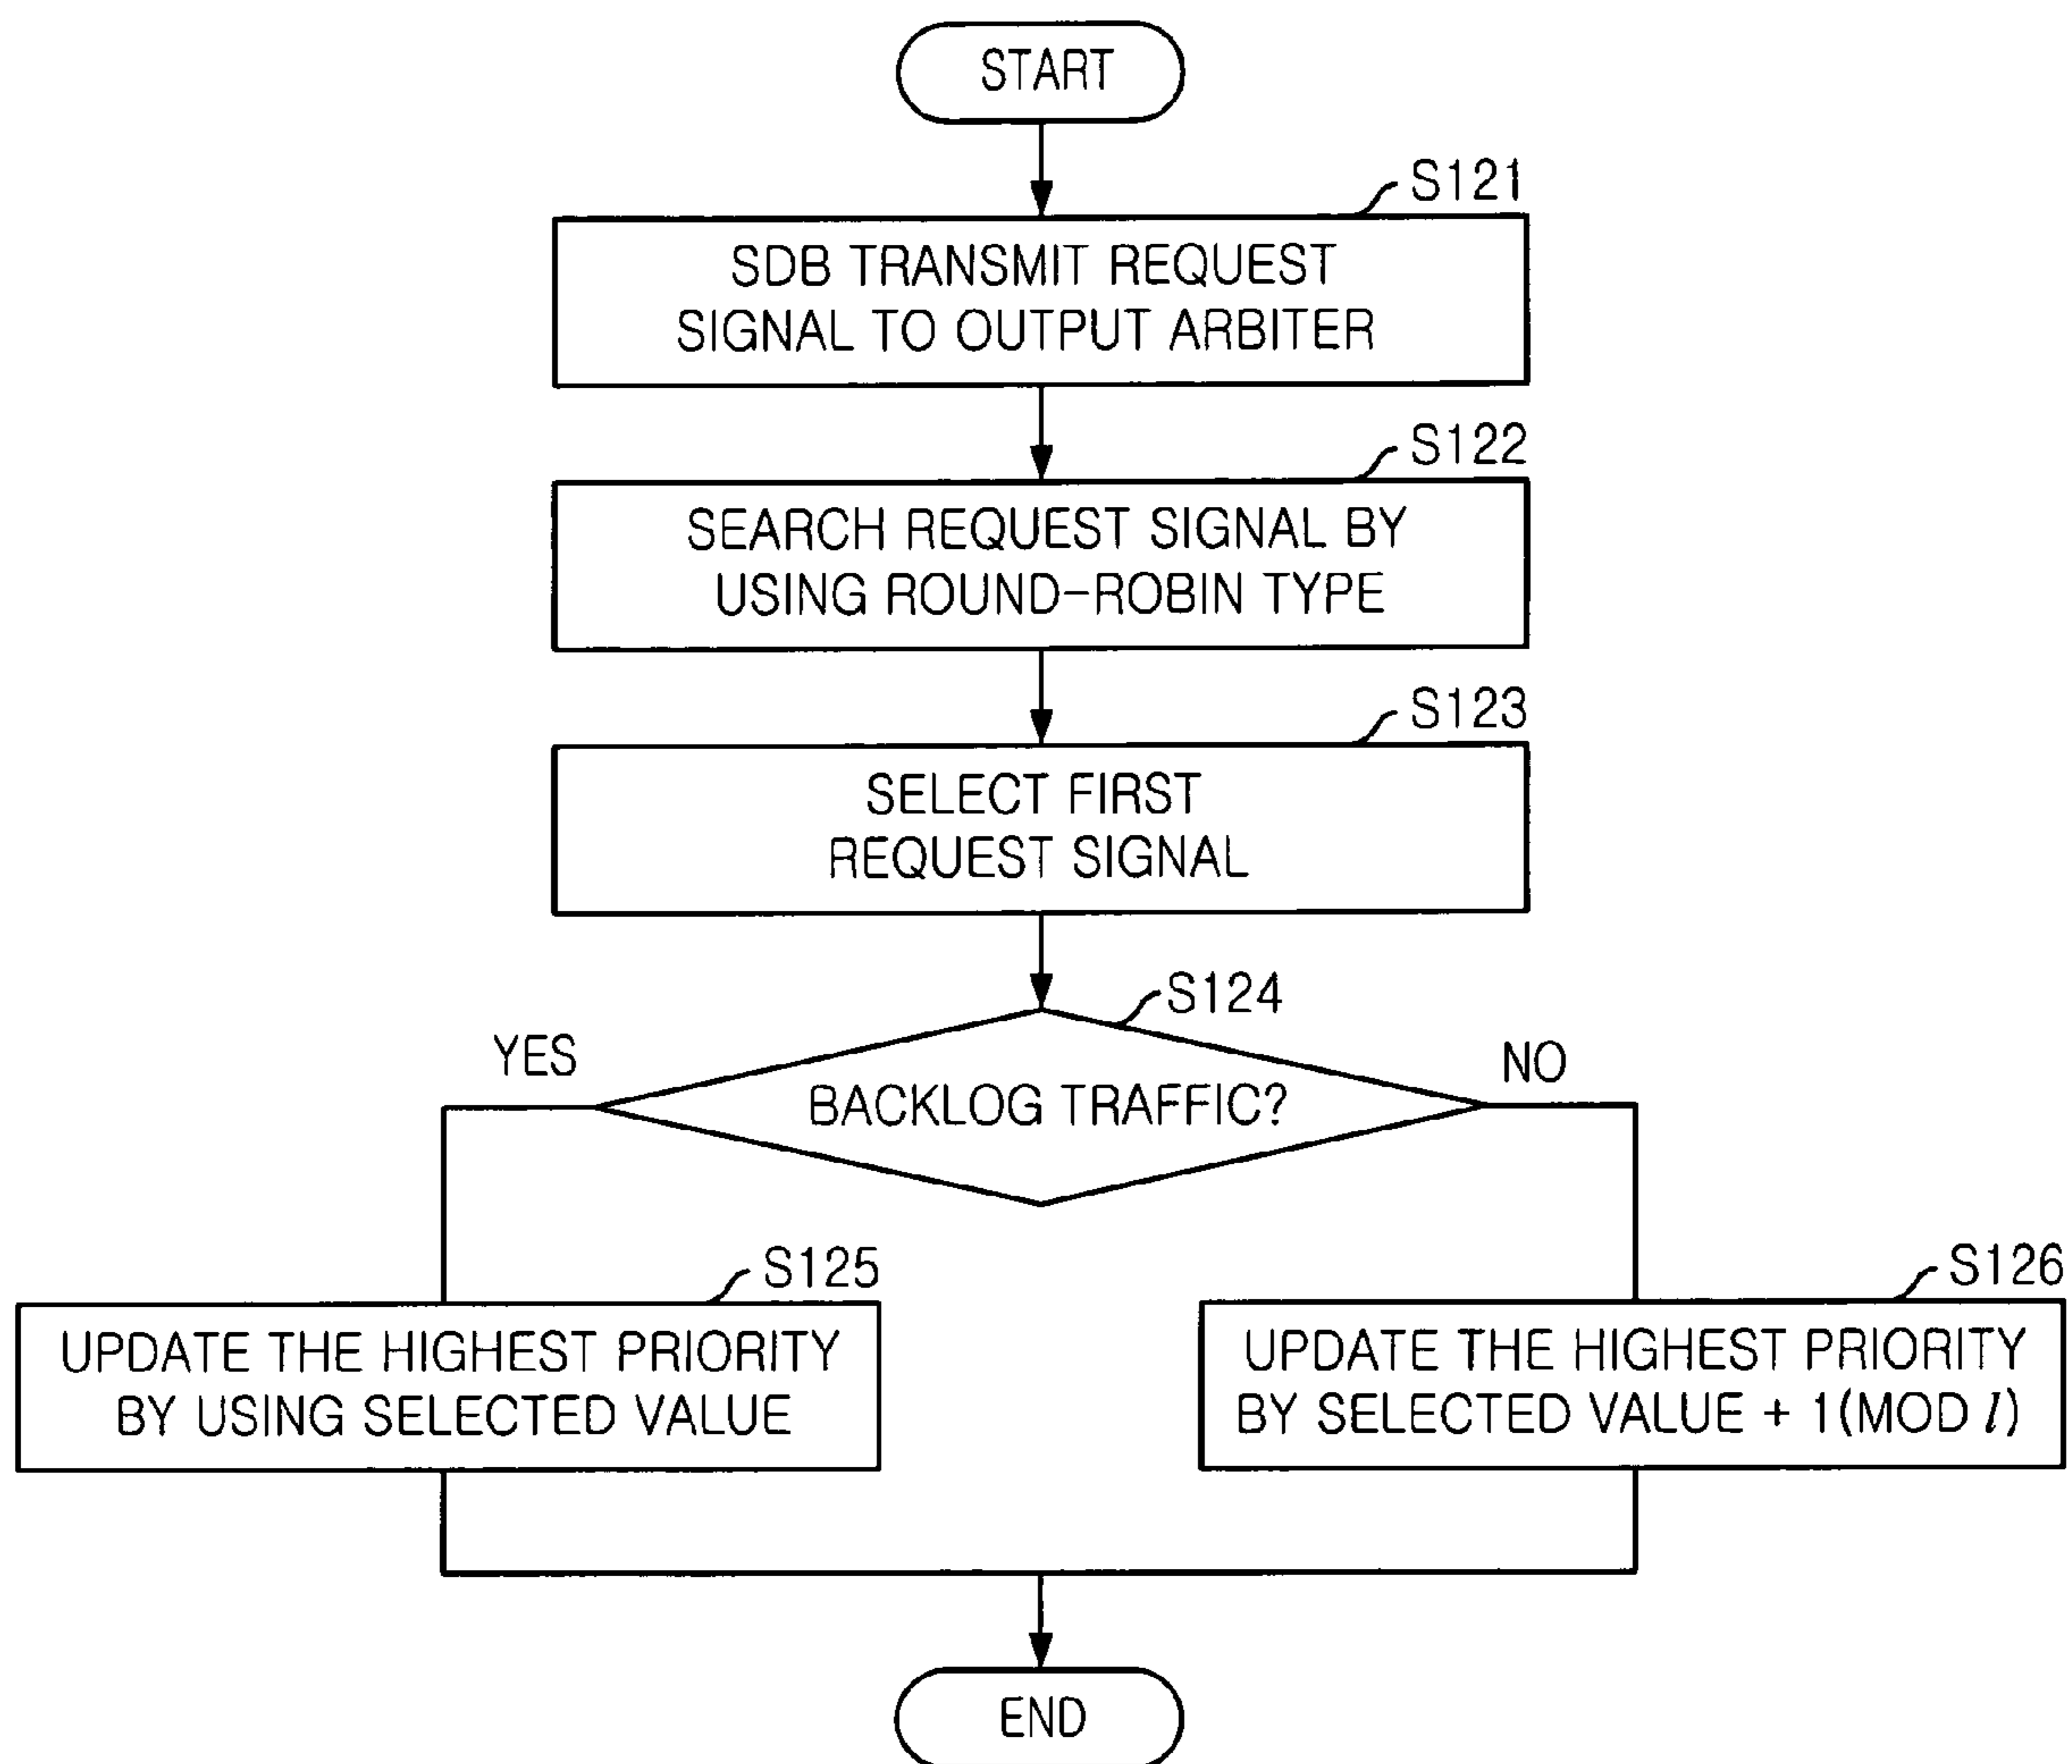 START
S121
SDB TRANSMIT REQUEST
SIGNAL TO OUTPUT ARBITER
S122
SEARCH REQUEST SIGNAL BY
USING ROUND-ROBIN TYPE
S123
SELECT FIRST
REQUEST SIGNAL
S124
YES
BACKLOG TRAFFIC?
NO
S125
UPDATE THE HIGHEST PRIORITY
BY USING SELECTED VALUE
S126
UPDATE THE HIGHEST PRIORITY
BY SELECTED VALUE + 1(MOD l)
END